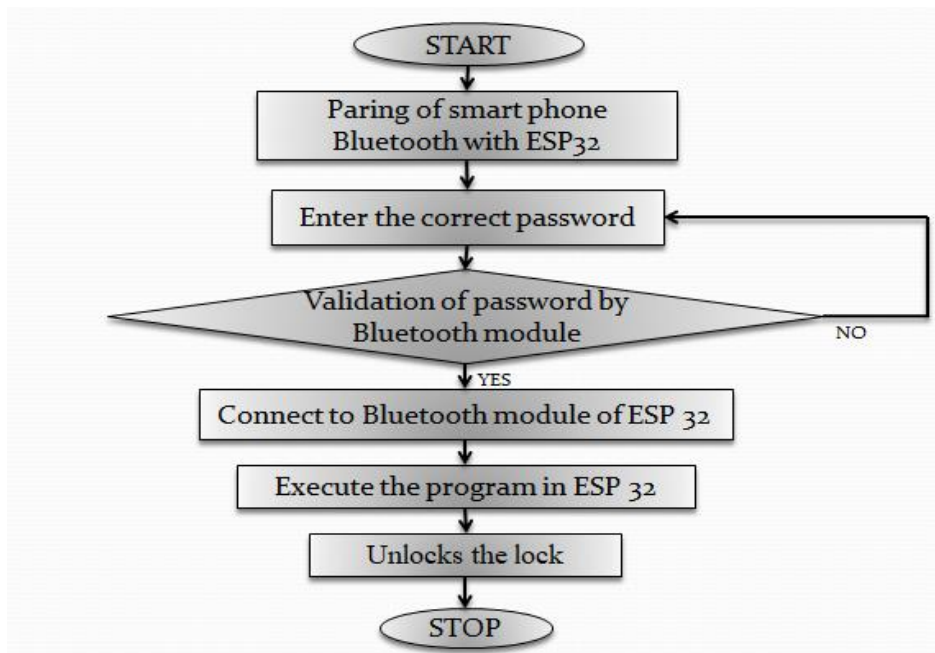 START
Paring of smart phone
Bluetooth with ESP32
Enter the correct password
Validation of password by
Bluetooth module
NO
YES
Connect to Bluetooth module of ESP 32
Execute the program in ESP 32
Unlocks the lock
STOP